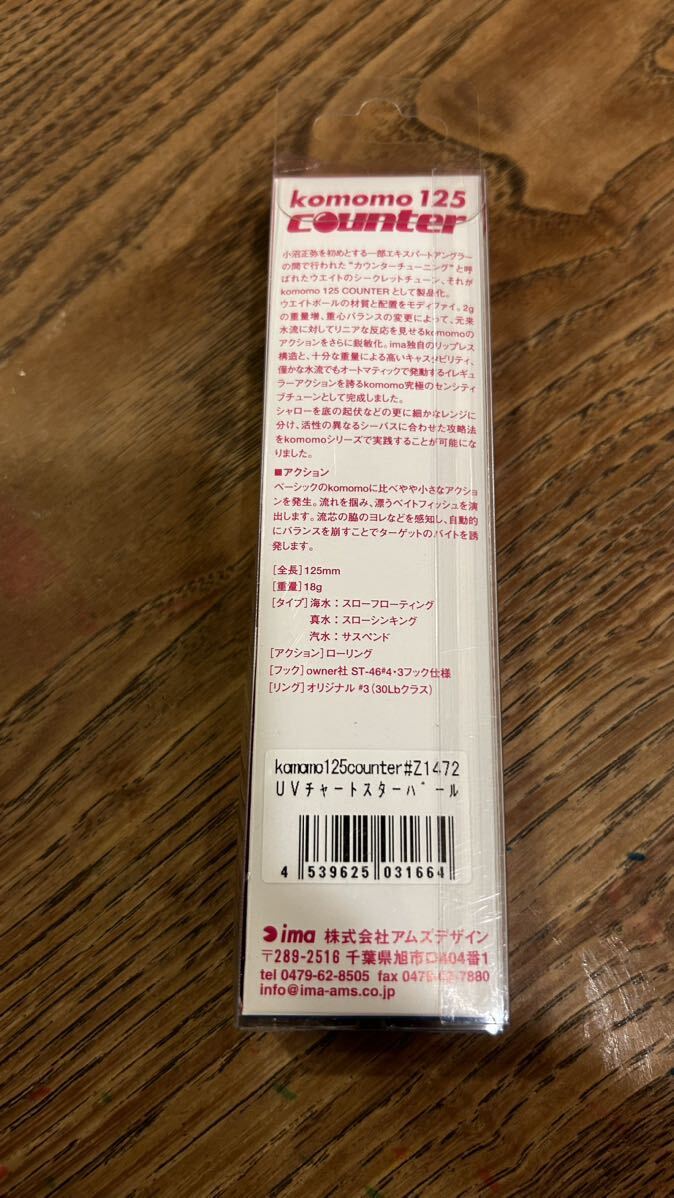 komomo 125
counter
小沼正弥を初めとする一部エキスパートアングラー
の間で行われた"カウンターチューニング"と呼
ばれたウエイトのシークレットチューン、それが
komomo 125 COUNTERとして製品化。
ウエイトボールの材質と配置をモディファイ。2g
の重量増、重心バランスの変更によって、元来
水流に対してリニアな反応を見せるkomomoの
アクションをさらに鋭敏化。ima独自のリップレス
構造と、十分な重量による高いキャスタビリティ、
僅かな水流でもオートマティックで発動するイレギュ
ラーアクションを誇るkomomo究極のセンシティ
ブチューンとして完成しました。
シャローを底の起伏などの更に細かなレンジに
分け、活性の異なるシーバスに合わせた攻略法
をkomomoシリーズで実践することが可能にな
りました。
■アクション
ベーシックのkomomoに比べやや小さなアクショ
ンを発生。流れを掴み、漂うベイトフィッシュを演
出します。流芯の脇のヨレなどを感知し、自動的
にバランスを崩すことでターゲットのバイトを誘
発します。
[全長]125mm
[重量]18g
[タイプ]海水：スローフローティング
真水：スローシンキング
汽水：サスペンド
[アクション]ローリング
[フック]owner社 ST-46#4・3フック仕様
[リング]オリジナル #3(30Lbクラス)
komomo125counter#Z1472
UVチャートスターパール
4 539625 031664
ima 株式会社アムズデザイン
〒289-2516 千葉県旭市ロ404番1
tel 0479-62-8505 fax 0479-62-7880
info@ima-ams.co.jp